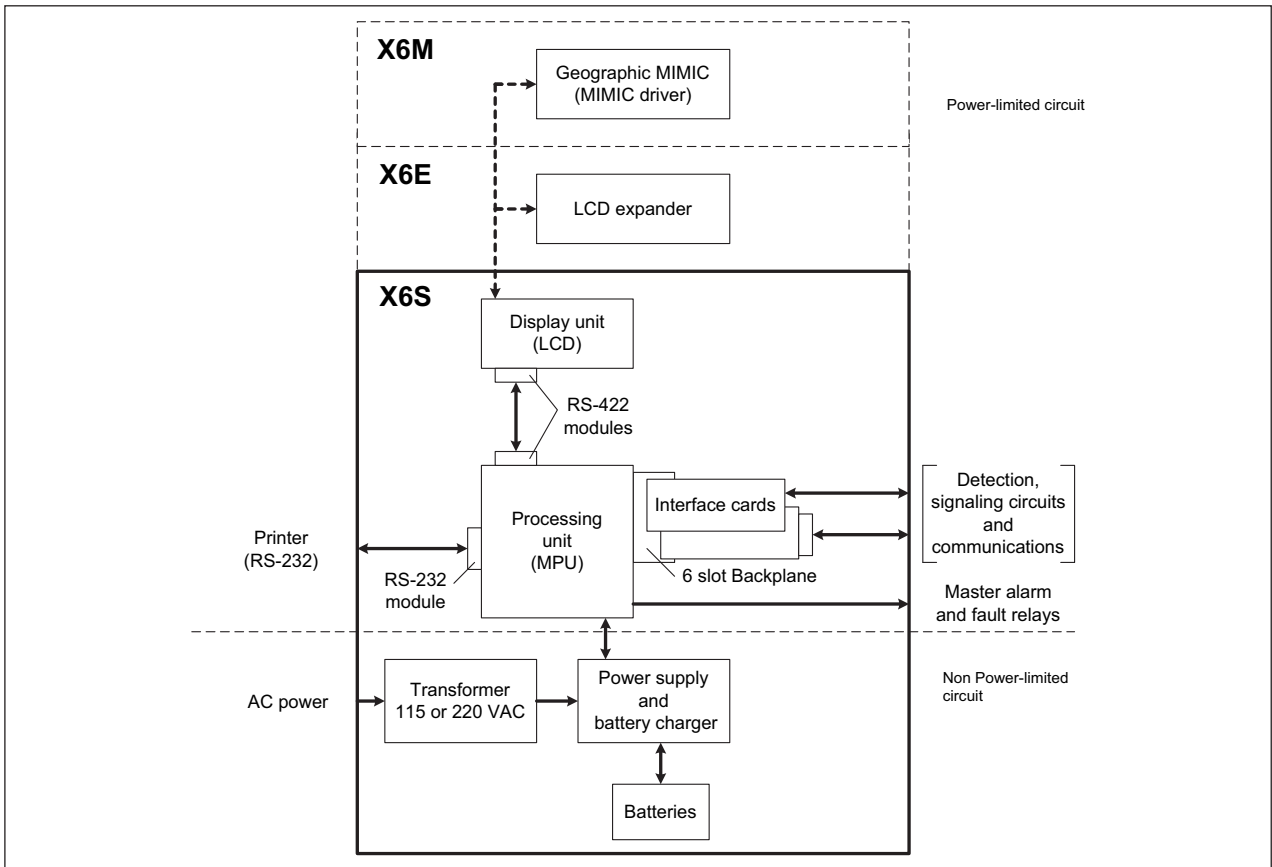 X6M
Geographic MIMIC
(MIMIC driver)
Power-limited circuit
X6E
LCD expander
X6S
Display unit
(LCD)
RS-422
modules
Processing
unit
(MPU)
Interface cards
Detection,
signaling circuits
and
communications
Printer
(RS-232)
RS-232
module
6 slot Backplane
Master alarm
and fault relays
AC power
Transformer
115 or 220 VAC
Power supply
and
battery charger
Non Power-limited
circuit
Batteries